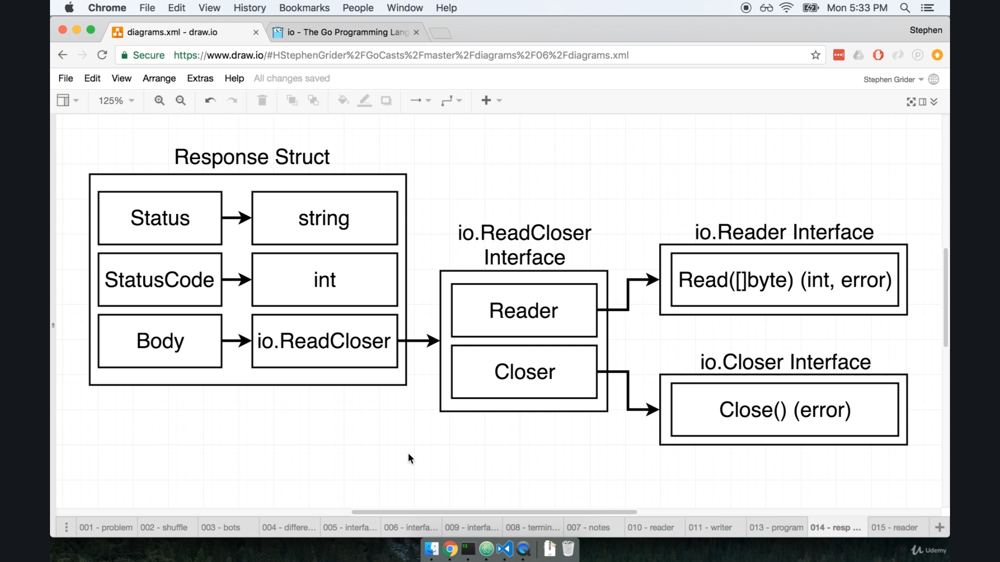 Chrome File Edit View History Bookmarks People Window Help Mon 5:33 PM
diagrams.xml - draw.io io - The Go Programming Lang Stephen
Secure https://www.draw.io/#HStephenGrider%2FGoCasts%2Fmaster%2Fdiagrams%2F06%2Fdiagrams.xml
File Edit View Arrange Extras Help All changes saved Stephen Grider
125%
Response Struct
Status string
StatusCode int
Body io.ReadCloser
io.ReadCloser
Interface
Reader
Closer
io.Reader Interface
Read([]byte) (int, error)
io.Closer Interface
Close() (error)
001 - problem 002 - shuffle 003 - bots 004 - differe... 005 - interfa... 006 - interfa... 009 - interfa... 008 - termin... 007 - notes 010 - reader 011 - writer 013 - program 014 - resp ... 015 - reader
Udemy